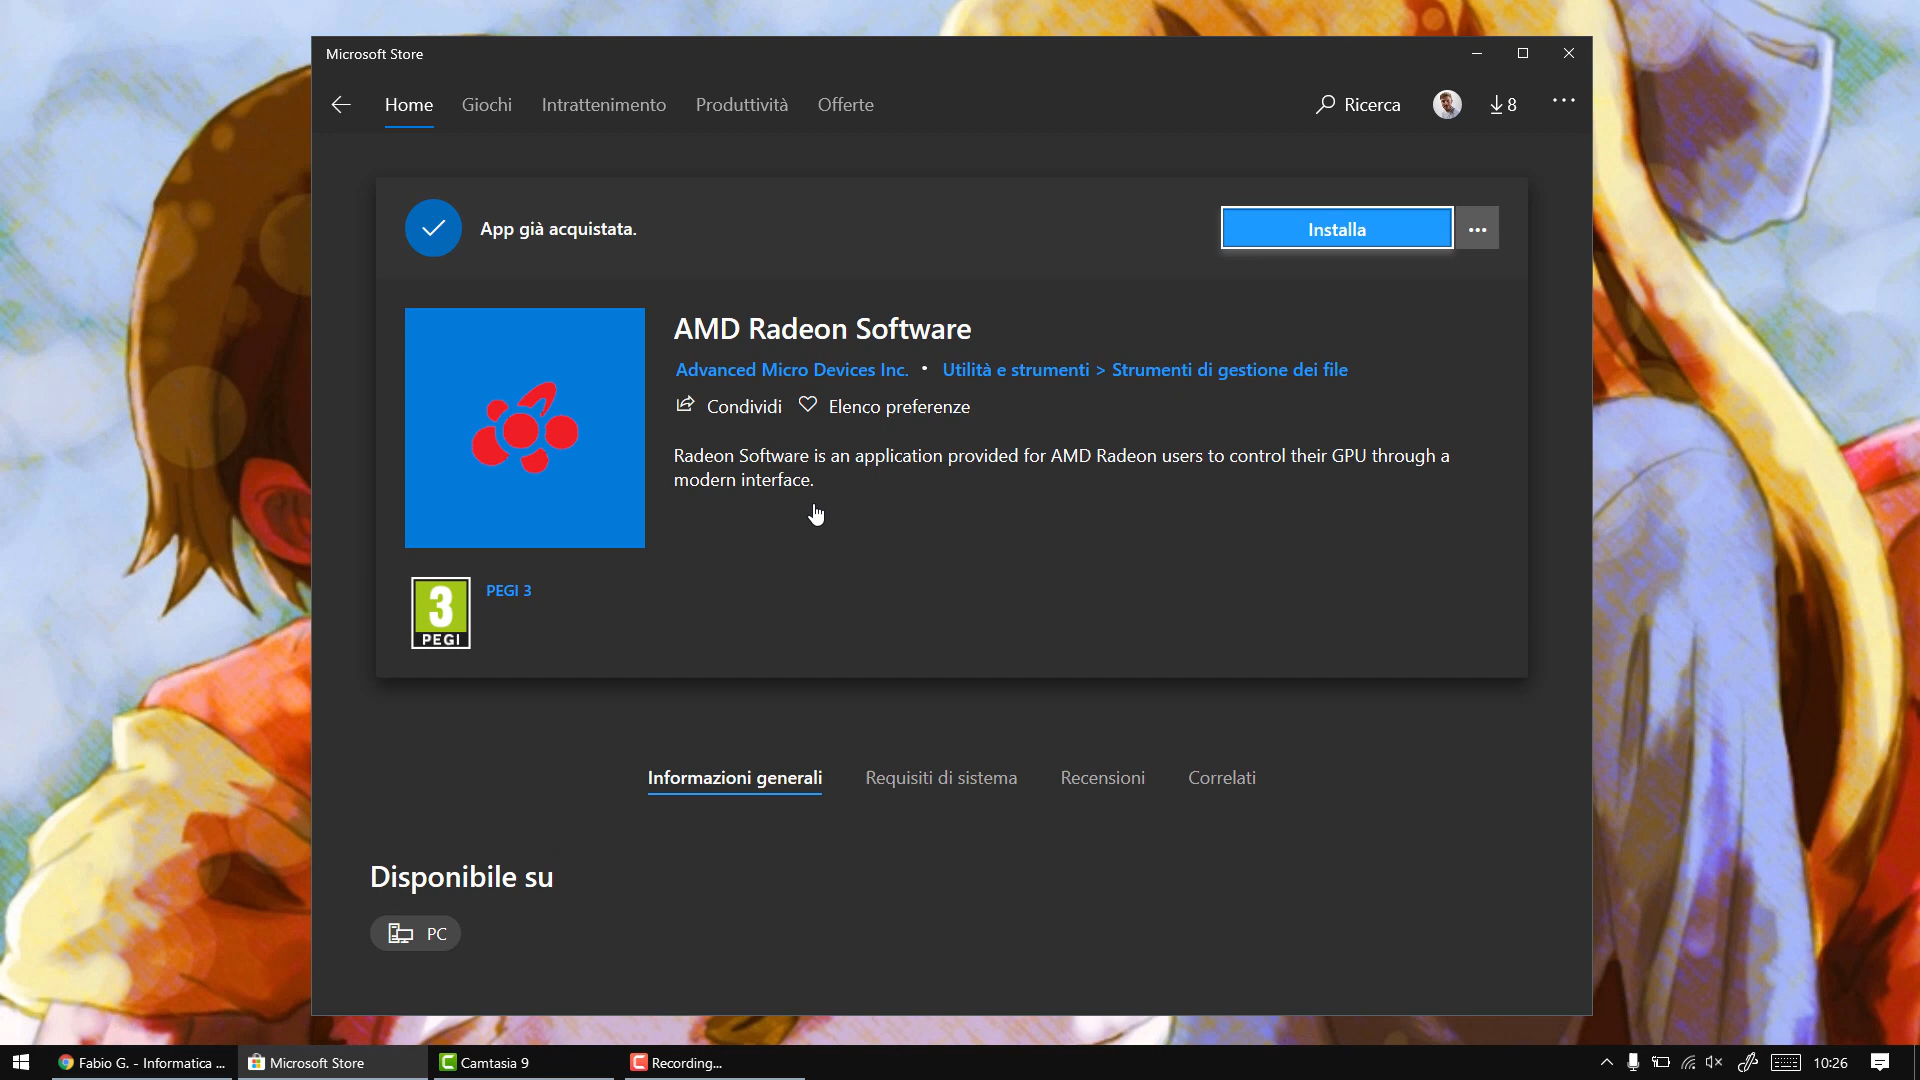 Microsoft Store
Home Giochi Intrattenimento Produttività Offerte Ricerca 8
App già acquistata. Installa
AMD Radeon Software
Advanced Micro Devices Inc. • Utilità e strumenti > Strumenti di gestione dei file
Condividi Elenco preferenze
Radeon Software is an application provided for AMD Radeon users to control their GPU through a
modern interface.
3
PEGI
PEGI 3
Informazioni generali Requisiti di sistema Recensioni Correlati
Disponibile su
PC
Fabio G. - Informatica ... Microsoft Store Camtasia 9 Recording... 10:26